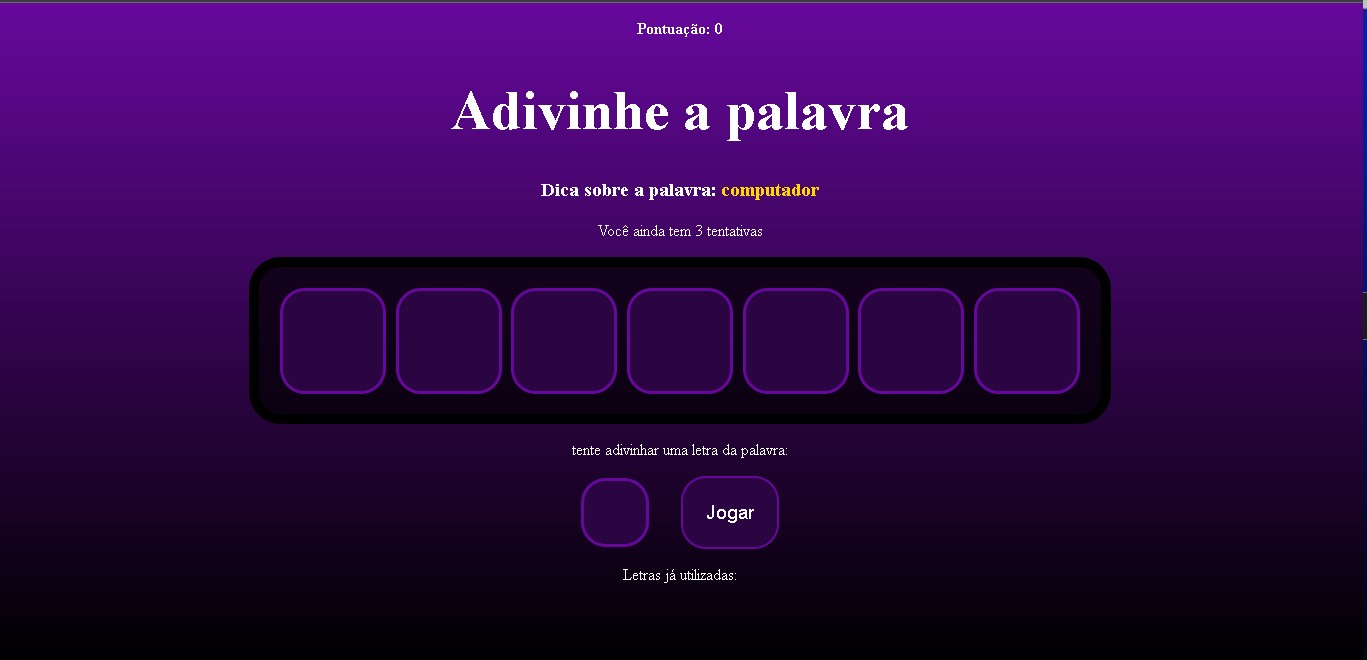 Pontuação: 0
Adivinhe a palavra
Dica sobre a palavra: computador
Você ainda tem 3 tentativas
tente adivinhar uma letra da palavra:
Jogar
Letras já utilizadas: